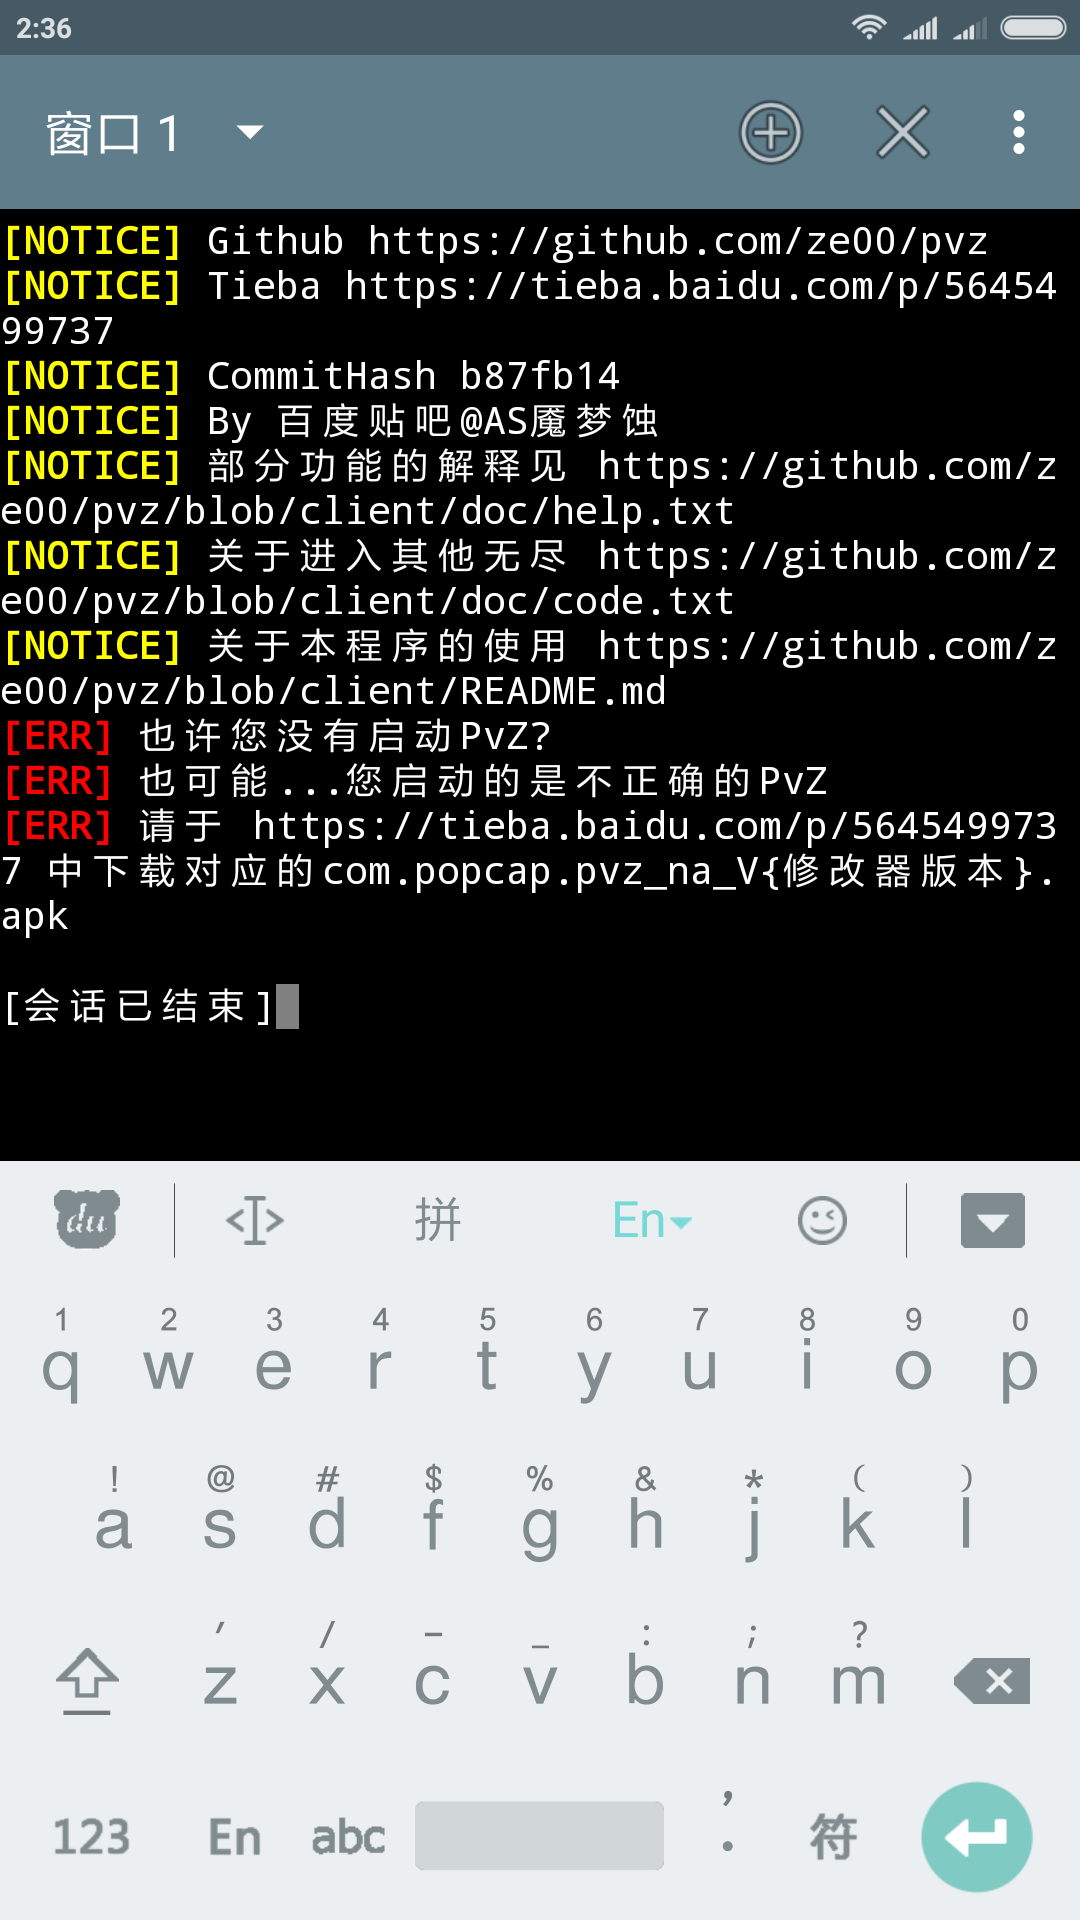 2:36
窗口 1
[NOTICE] Github https://github.com/ze00/pvz
[NOTICE] Tieba https://tieba.baidu.com/p/56454
99737
[NOTICE] CommitHash b87fb14
[NOTICE] By 百度贴吧@AS魇梦蚀
[NOTICE] 部分功能的解释见 https://github.com/z
e00/pvz/blob/client/doc/help.txt
[NOTICE] 关于进入其他无尽 https://github.com/z
e00/pvz/blob/client/doc/code.txt
[NOTICE] 关于本程序的使用 https://github.com/z
e00/pvz/blob/client/README.md
[ERR] 也许您没有启动PvZ?
[ERR] 也可能...您启动的是不正确的PvZ
[ERR] 请于 https://tieba.baidu.com/p/564549973
7 中下载对应的com.popcap.pvz_na_V{修改器版本}.
apk
[会话已结束]
du 拼 En
1 2 3 4 5 6 7 8 9 0
q w e r t y u i o p
! @ # $ % & * ( )
a s d f g h j k l
′ / - _ : ; ?
z x c v b n m
123 En abc , . 符